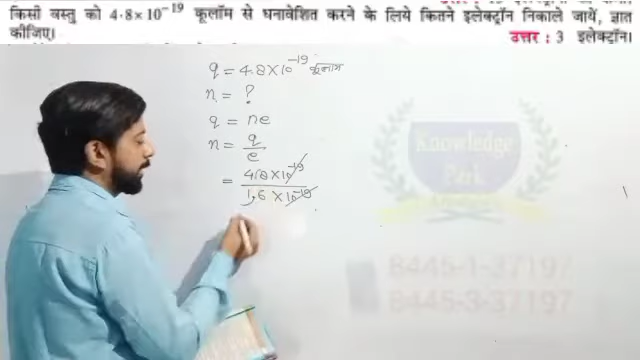 किसी वस्तु को 4·8×10⁻¹⁹ कूलॉम से धनावेशित करने के लिये कितने इलेक्ट्रॉन निकाले जायें, ज्ञात
कीजिए। उत्तर : 3 इलेक्ट्रॉन।
q = 4.8×10⁻¹⁹ कूलाम
n = ?
q = ne
n = q/e
= 4.8×10⁻¹⁹/1.6×10⁻¹⁹
Knowledge
Park
8445-1-37197
8445-3-37197